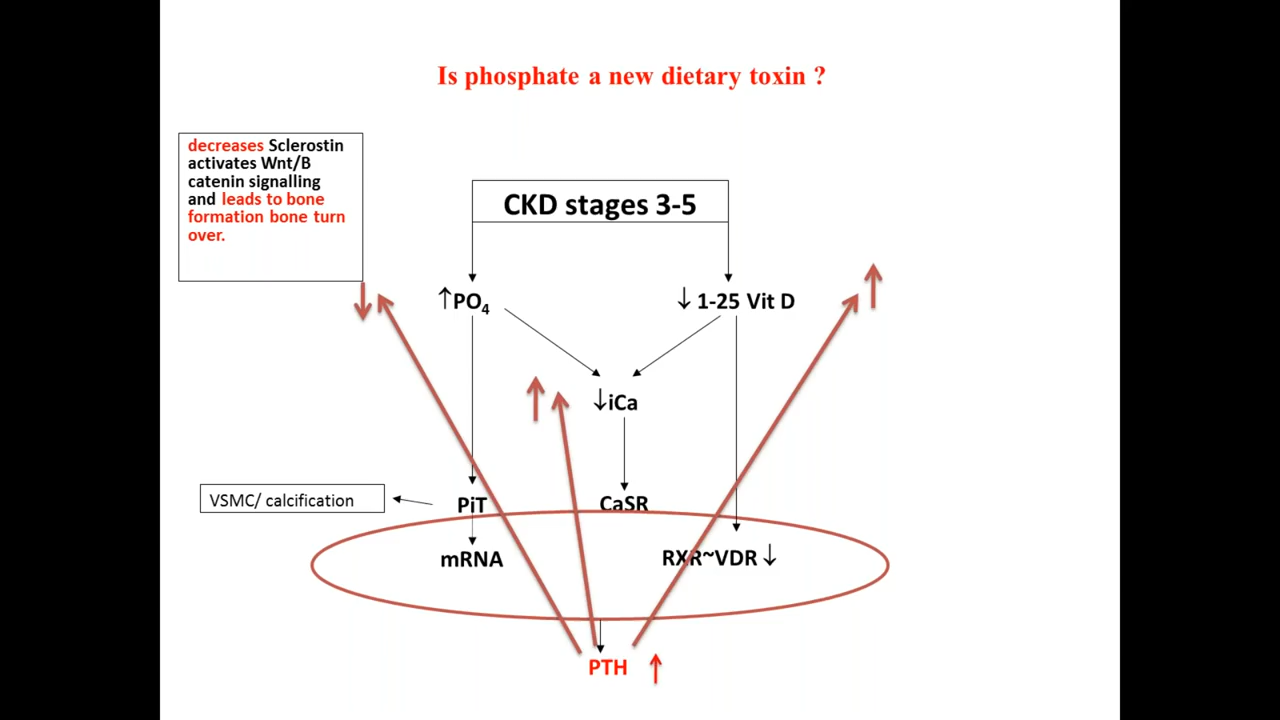 Is phosphate a new dietary toxin ?
decreases Sclerostin
activates Wnt/B
catenin signalling
and leads to bone
formation bone turn
over.
CKD stages 3-5
↑PO₄
↓ 1-25 Vit D
↓iCa
VSMC/ calcification
PiT
CaSR
mRNA
RXR~VDR ↓
PTH ↑